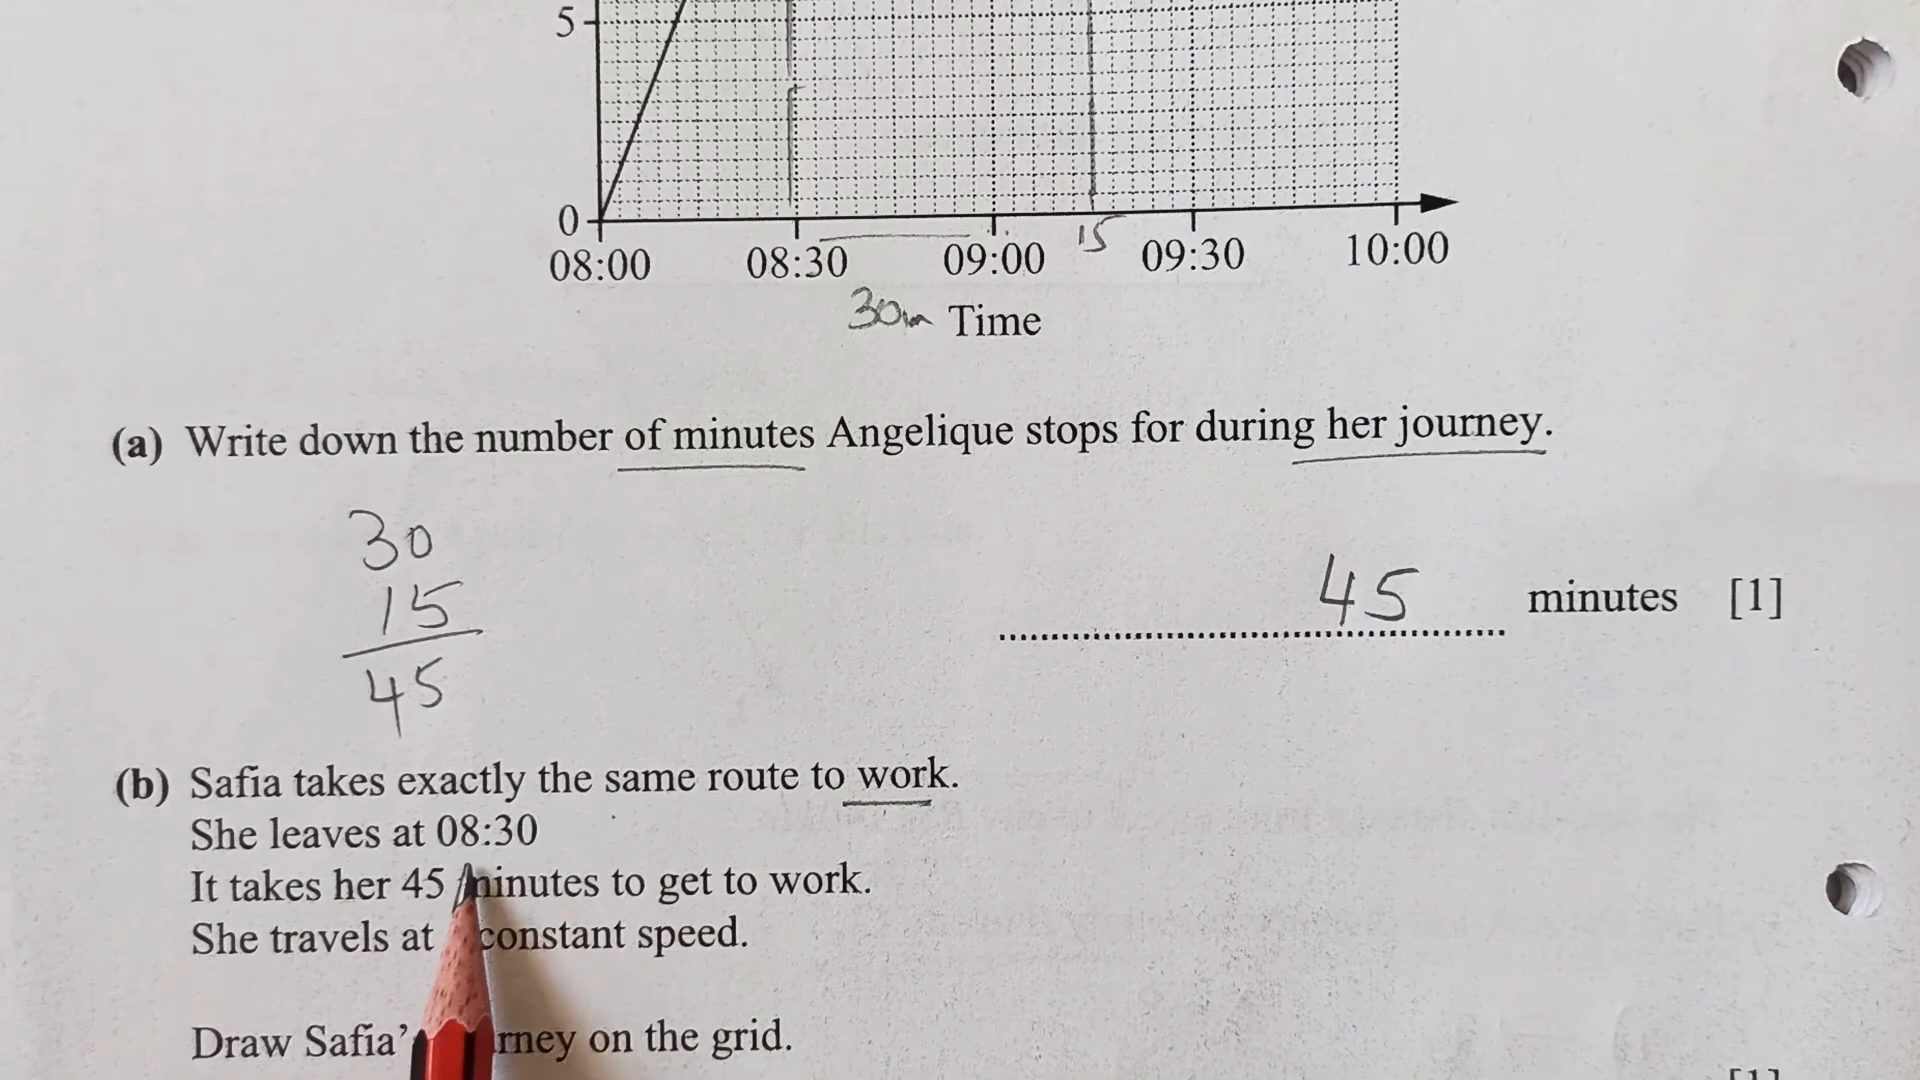 5
0
08:00 08:30 09:00 15 09:30 10:00
30m Time
(a) Write down the number of minutes Angelique stops for during her journey.
30
15
45
45 minutes [1]
(b) Safia takes exactly the same route to work.
She leaves at 08:30
It takes her 45 minutes to get to work.
She travels at constant speed.
Draw Safia' rney on the grid.
[1]